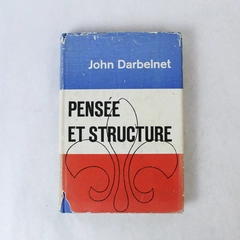 John Darbelnet
PENSÉE
ET STRUCTURE